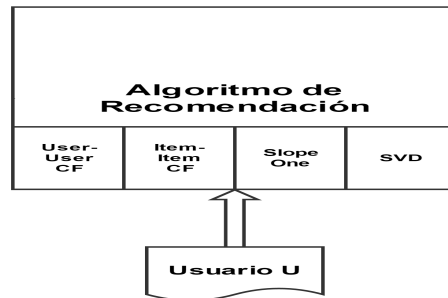 Algoritmo de
Recomendación
User-
User
CF
Item-
Item
CF
Slope
One
SVD
Usuario U